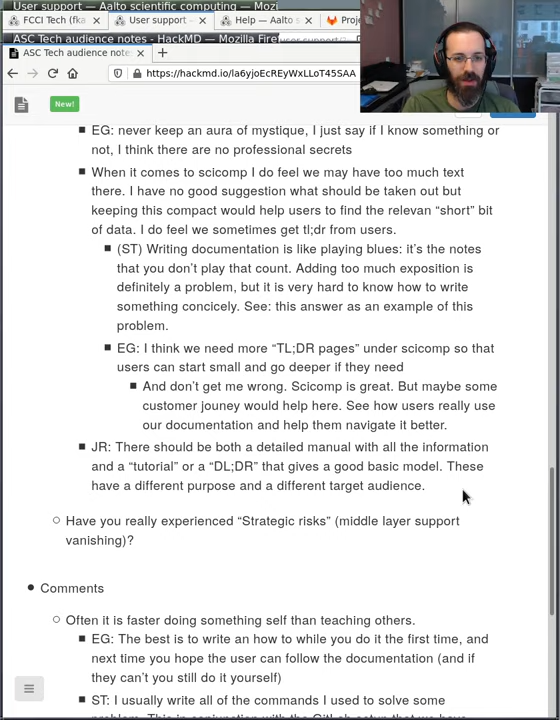 User support — Aalto scientific computing — Mozi
FCCI Tech (fka
User support –
Help — Aalto s
Proje
ASC Tech audience notes - HackMD — Mozilla Firef
ASC Tech audience note
https://hackmd.io/la6yjoEcREyWxLLoT45SAA
New!
EG: never keep an aura of mystique, I just say if I know something or
not, I think there are no professional secrets
When it comes to scicomp I do feel we may have too much text
there. I have no good suggestion what should be taken out but
keeping this compact would help users to find the relevan “short” bit
of data. I do feel we sometimes get tl;dr from users.
(ST) Writing documentation is like playing blues: it’s the notes
that you don’t play that count. Adding too much exposition is
definitely a problem, but it is very hard to know how to write
something concicely. See: this answer as an example of this
problem.
EG: I think we need more “TL;DR pages” under scicomp so that
users can start small and go deeper if they need
And don’t get me wrong. Scicomp is great. But maybe some
customer jouney would help here. See how users really use
our documentation and help them navigate it better.
JR: There should be both a detailed manual with all the information
and a “tutorial” or a “DL;DR” that gives a good basic model. These
have a different purpose and a different target audience.
Have you really experienced “Strategic risks” (middle layer support
vanishing)?
Comments
Often it is faster doing something self than teaching others.
EG: The best is to write an how to while you do it the first time, and
next time you hope the user can follow the documentation (and if
they can’t you still do it yourself)
ST: I usually write all of the commands I used to solve some